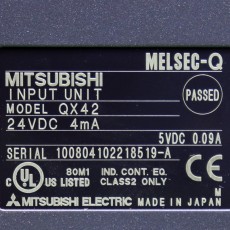 MELSEC-Q
MITSUBISHI
INPUT UNIT
MODEL QX42
PASSED
24VDC 4mA
5VDC 0.09A
SERIAL 100804102218519-A
C UL US LISTED
80M1 IND. CONT. EQ.
CLASS2 ONLY
CE
M
MITSUBISHI ELECTRIC MADE IN JAPAN